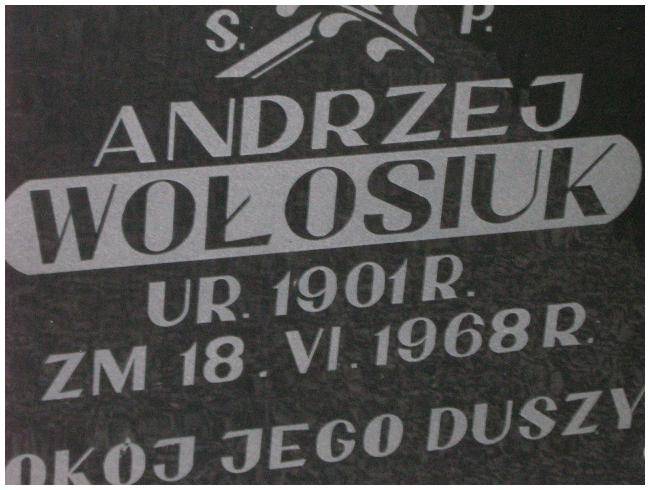 Ś. P.
ANDRZEJ
WOŁOSIUK
UR. 1901 R.
ZM 18. VI. 1968 R.
OKÓJ JEGO DUSZY